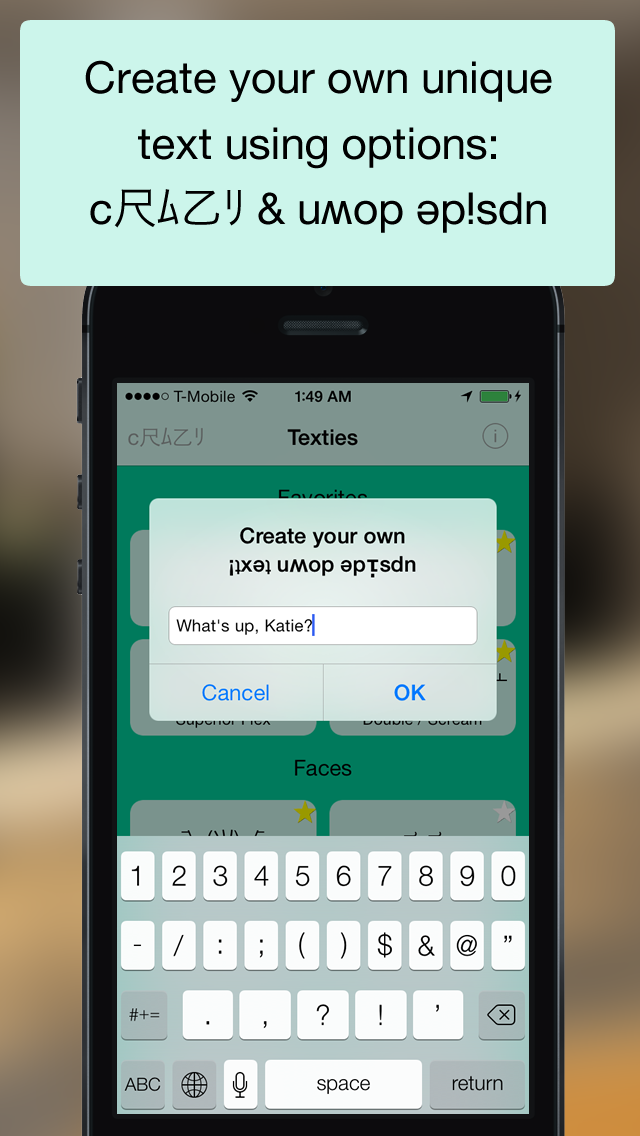 Create your own unique
text using options:
c尺ﾑ乙ﾘ & uʍop ǝp!sdn
T-Mobile 1:49 AM
c尺ﾑ乙ﾘ Texties i
Favorites
Create your own
¡ʇxǝʇ uʍop ǝpᴉsdn
What's up, Katie?
Cancel OK
Superior Flex Double / Scream
Faces
1 2 3 4 5 6 7 8 9 0
- / : ; ( ) $ & @ ”
#+= . , ? ! ’
ABC space return